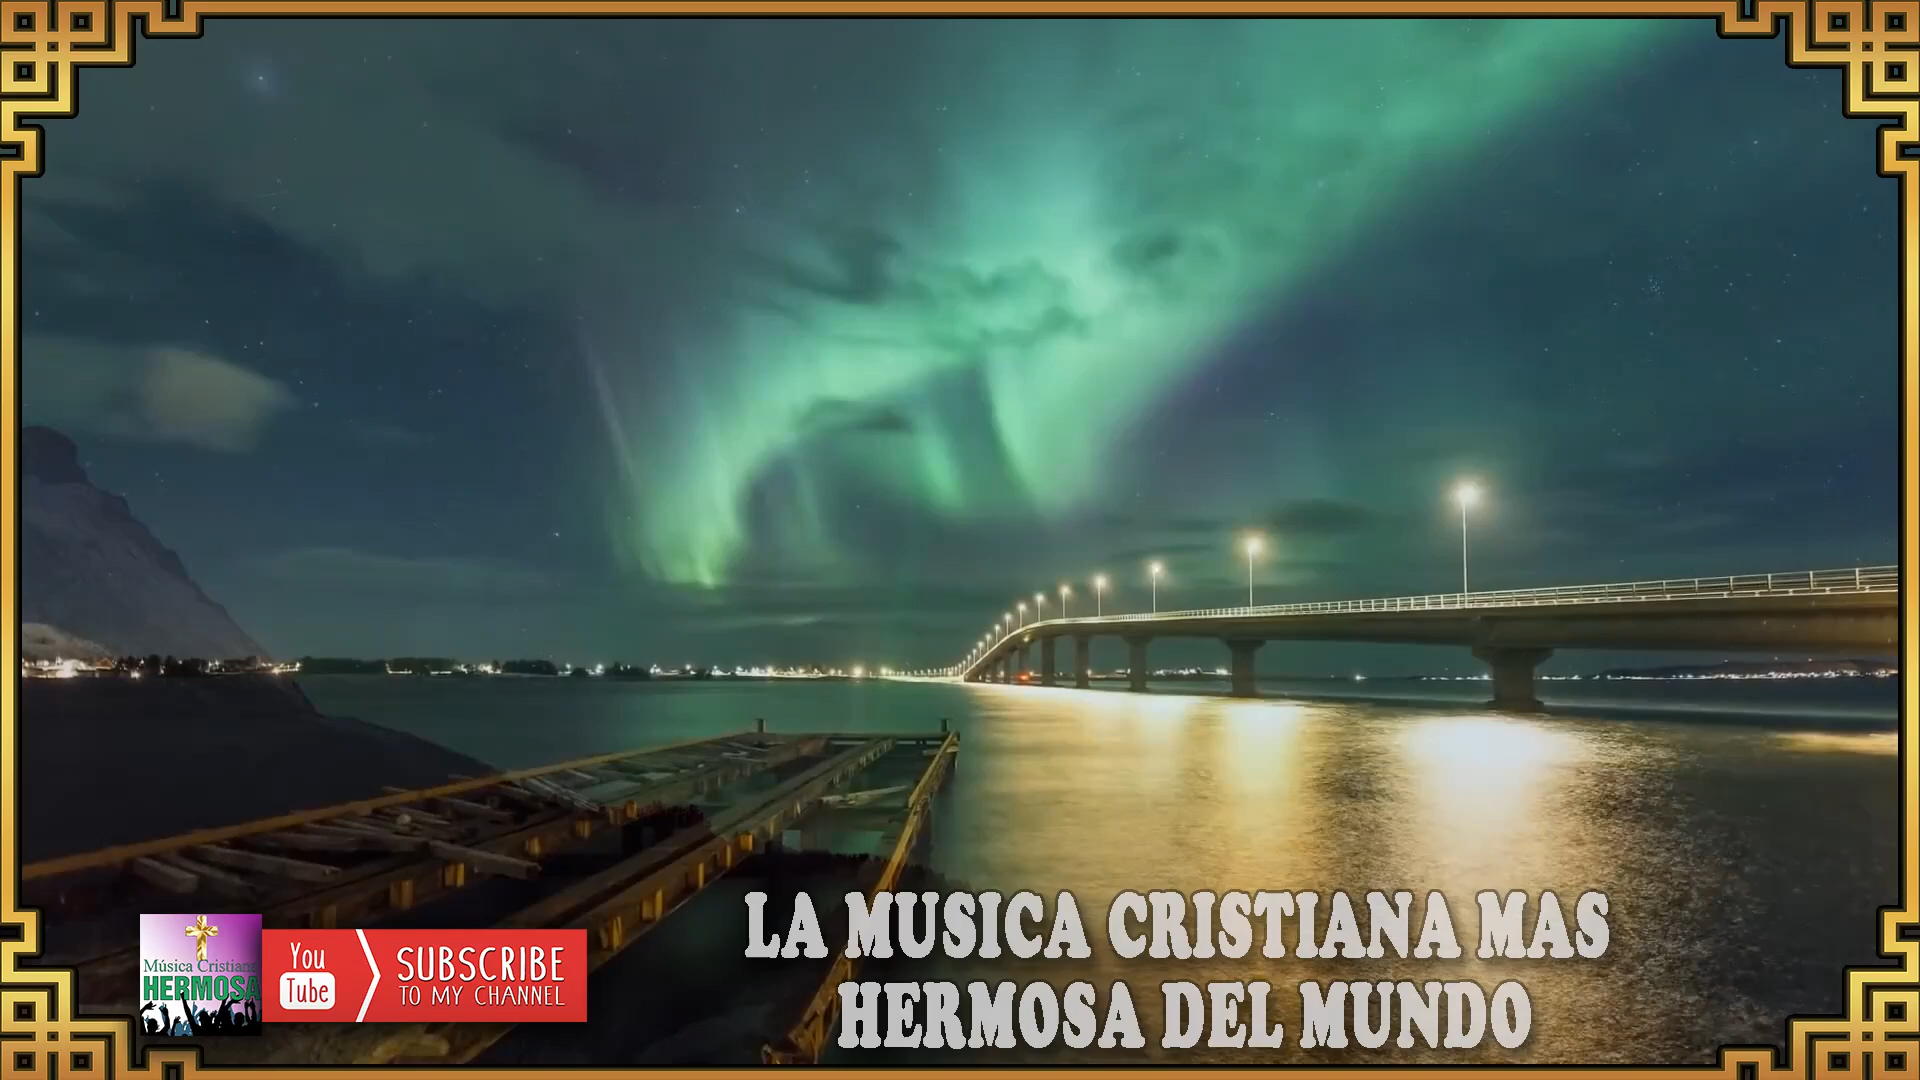 LA MUSICA CRISTIANA MAS
HERMOSA DEL MUNDO
Música Cristiana
HERMOSA
You
Tube
SUBSCRIBE
TO MY CHANNEL